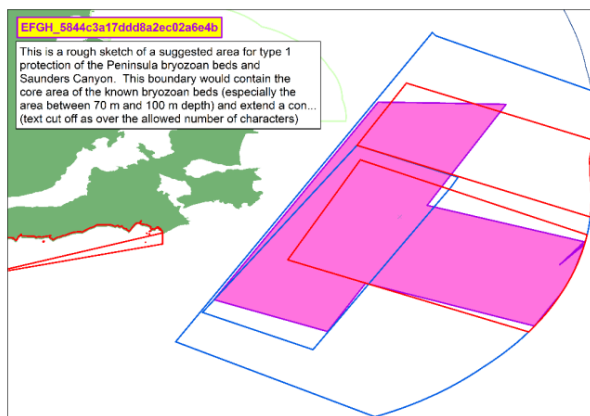 EFGH_5844c3a17ddd8a2ec02a6e4b
This is a rough sketch of a suggested area for type 1
protection of the Peninsula bryozoan beds and
Saunders Canyon.  This boundary would contain the
core area of the known bryozoan beds (especially the
area between 70 m and 100 m depth) and extend a con...
(text cut off as over the allowed number of characters)